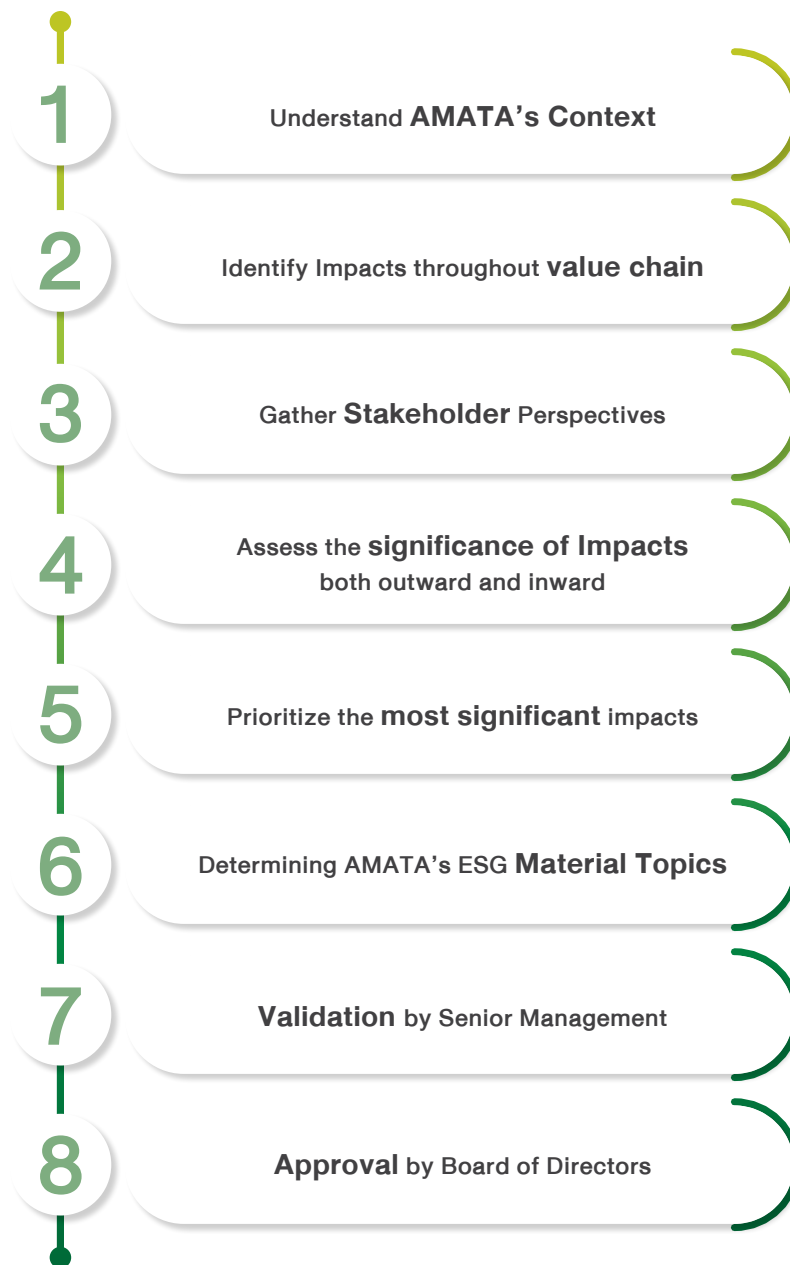 1
Understand AMATA's Context
2
Identify Impacts throughout value chain
3
Gather Stakeholder Perspectives
4
Assess the significance of Impacts
both outward and inward
5
Prioritize the most significant impacts
6
Determining AMATA's ESG Material Topics
7
Validation by Senior Management
8
Approval by Board of Directors